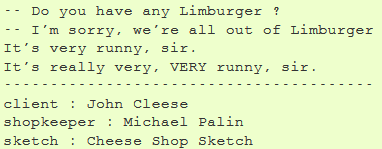 -- Do you have any Limburger ?
-- I'm sorry, we're all out of Limburger
It's very runny, sir.
It's really very, VERY runny, sir.
----------------------------------------
client : John Cleese
shopkeeper : Michael Palin
sketch : Cheese Shop Sketch